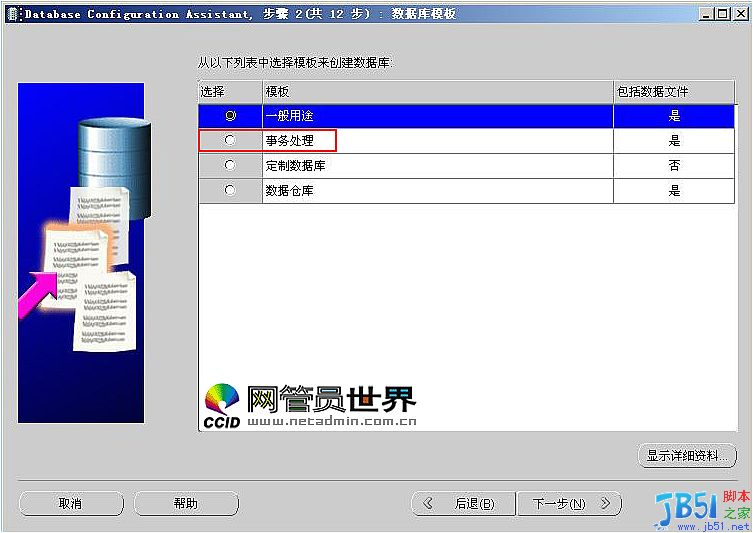 Database Configuration Assistant, 步骤 2(共 12 步) : 数据库模板
从以下列表中选择模板来创建数据库:
选择 模板 包括数据文件
一般用途 是
事务处理 是
定制数据库 否
数据仓库 是
CCID 网管员世界
www.netadmin.com.cn
显示详细资料...
取消 帮助 后退(B) 下一步(N)
JB51 脚本之家
www.jb51.net